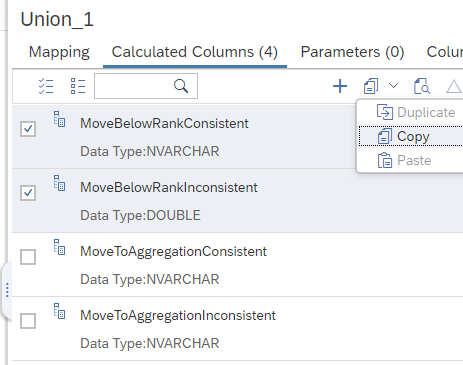 Union_1
Mapping Calculated Columns (4) Parameters (0)
Duplicate
Copy
Paste
MoveBelowRankConsistent
Data Type:NVARCHAR
MoveBelowRankInconsistent
Data Type:DOUBLE
MoveToAggregationConsistent
Data Type:NVARCHAR
MoveToAggregationInconsistent
Data Type:NVARCHAR